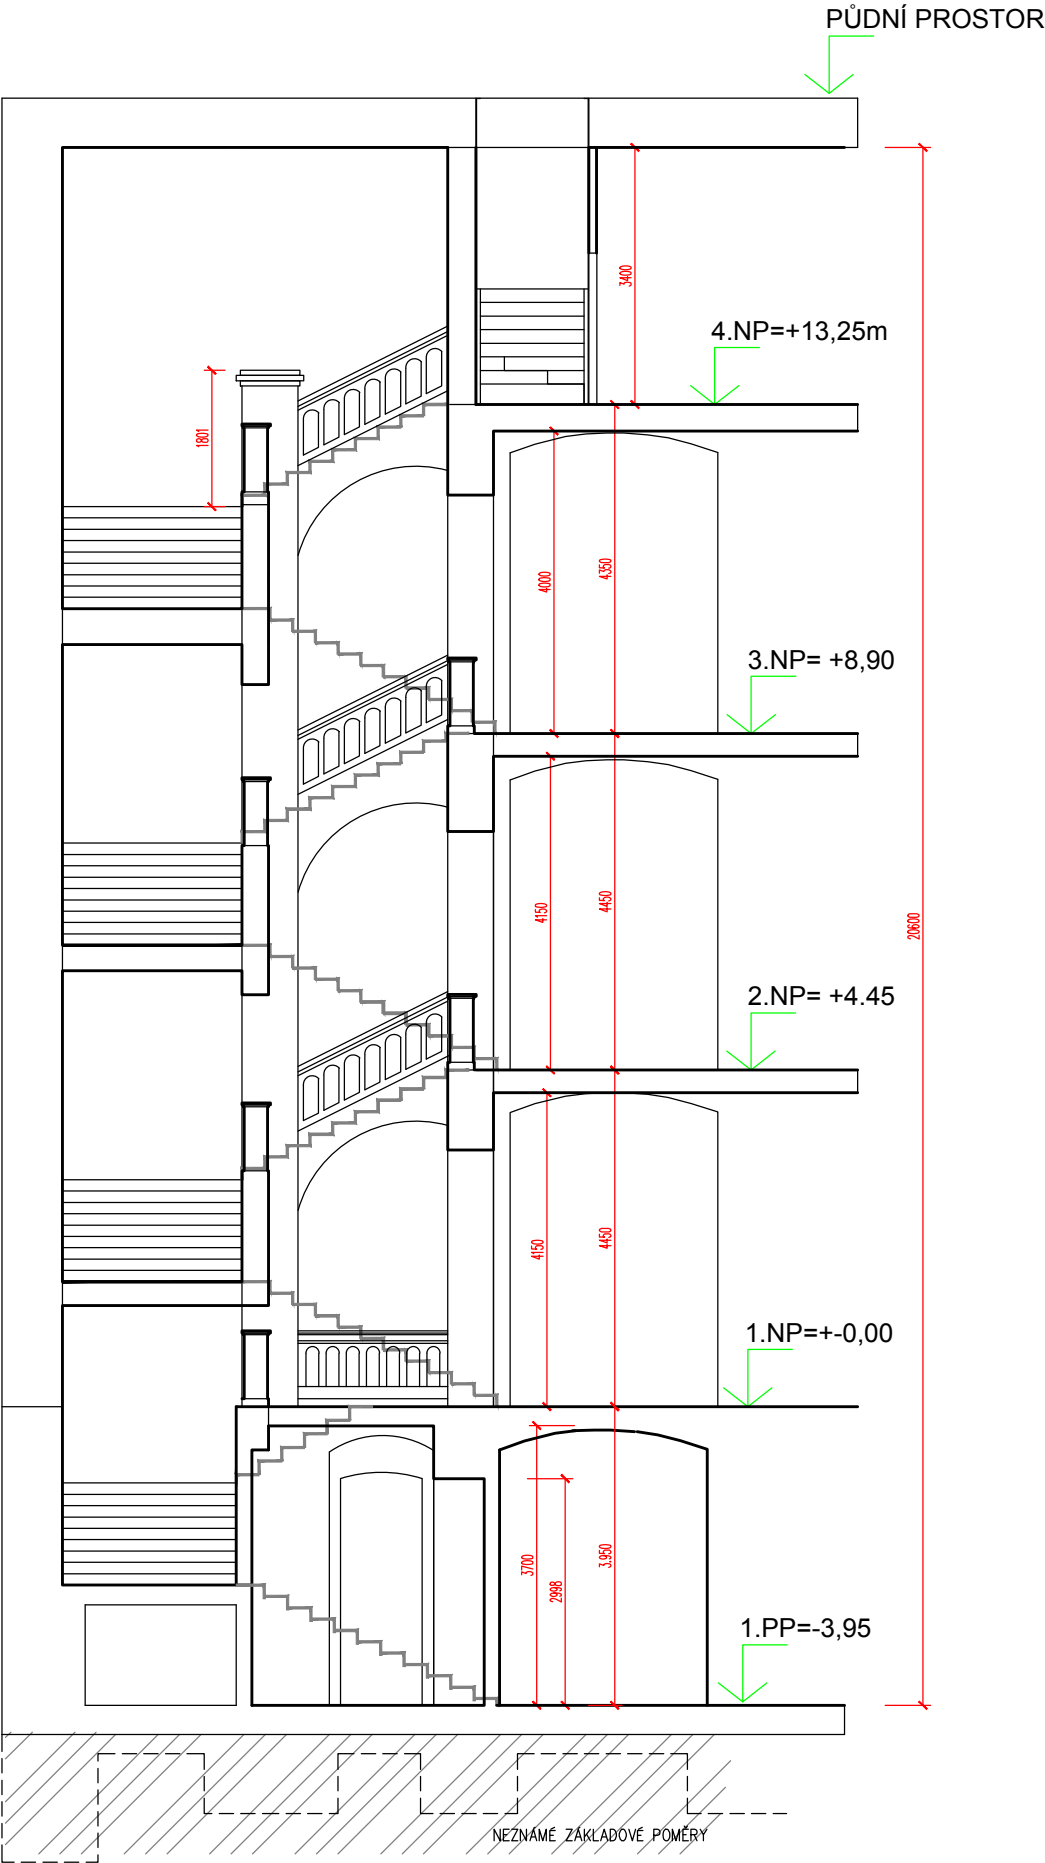 PŮDNÍ PROSTOR
3400
4.NP=+13,25m
1801
4000
4350
3.NP= +8,90
4150
4450
20600
2.NP= +4.45
4150
4450
1.NP=+-0,00
3700
2998
3.950
1.PP=-3,95
NEZNÁMÉ ZÁKLADOVÉ POMĚRY